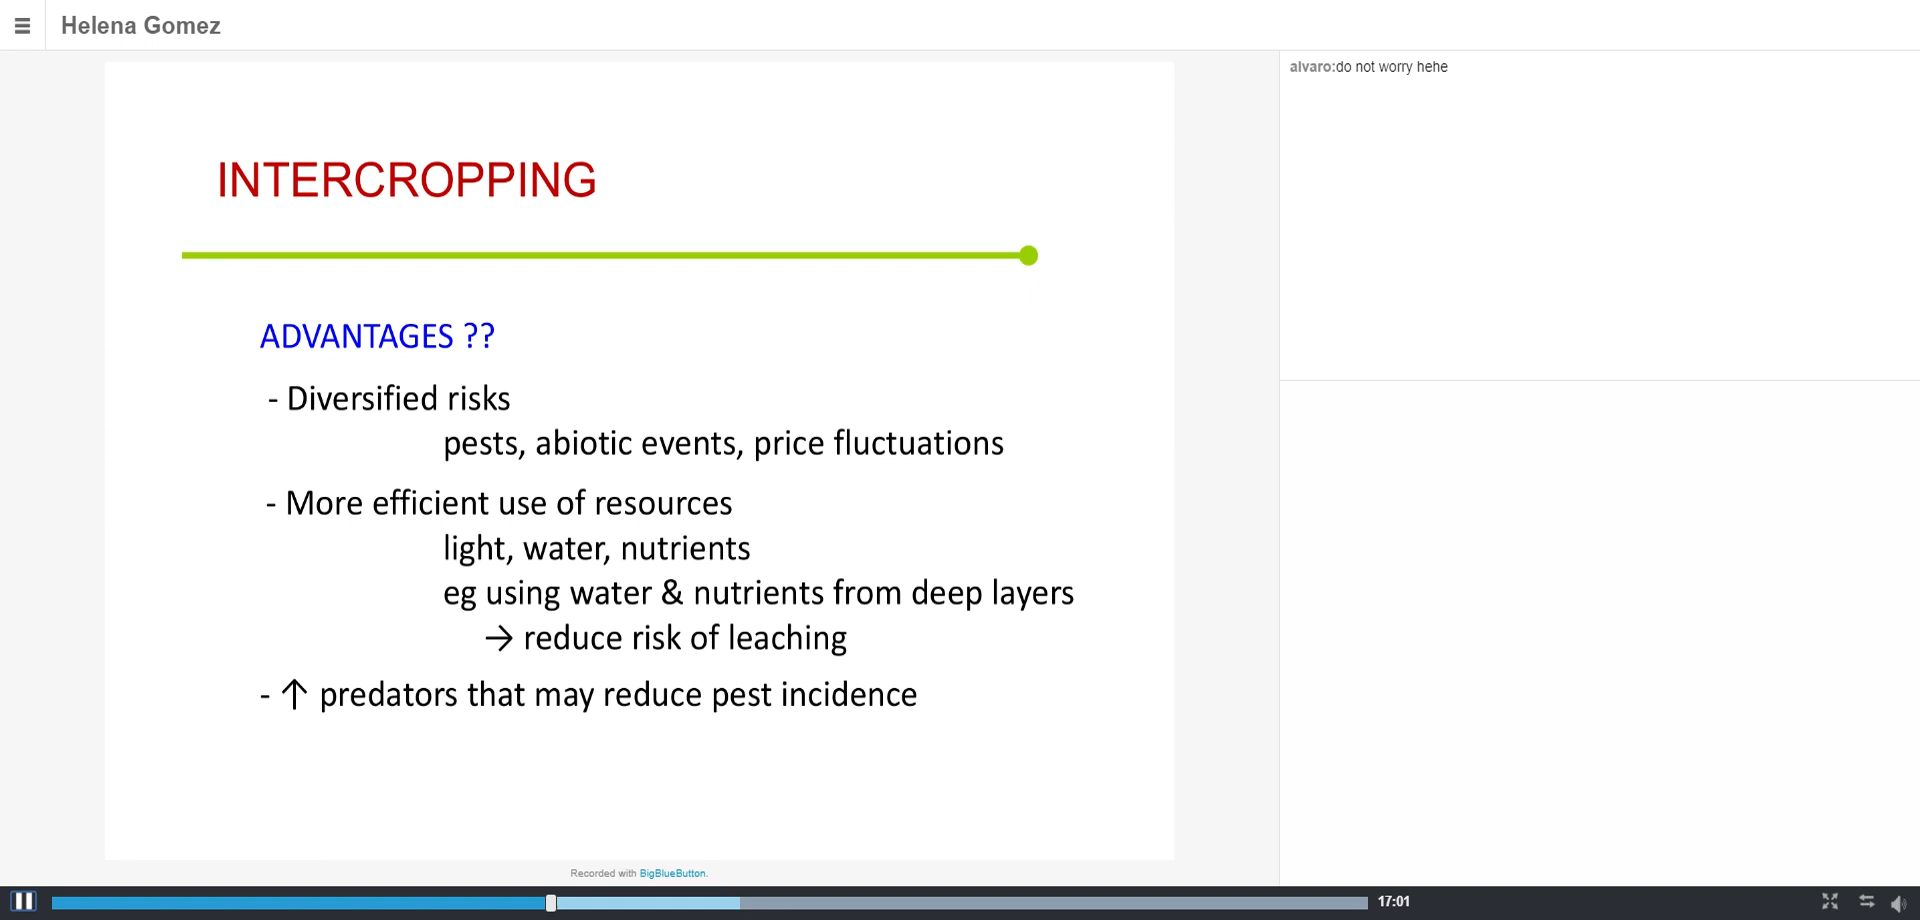 Helena Gomez
alvaro:do not worry hehe
INTERCROPPING
ADVANTAGES ??
- Diversified risks
pests, abiotic events, price fluctuations
- More efficient use of resources
light, water, nutrients
eg using water & nutrients from deep layers
→ reduce risk of leaching
- ↑ predators that may reduce pest incidence
Recorded with BigBlueButton.
17:01